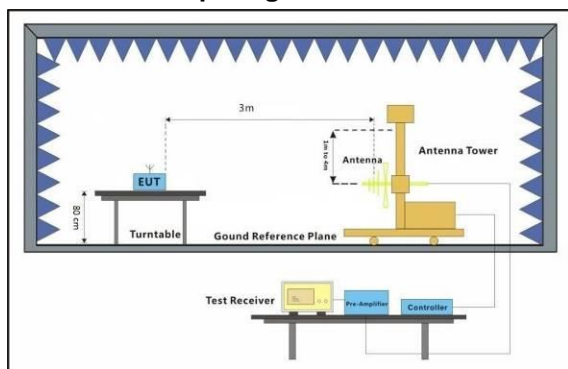 3m
1m to 4m
Antenna
Antenna Tower
EUT
80 cm
Turntable
Gound Reference Plane
Test Receiver
Pre-Amplifier
Controller